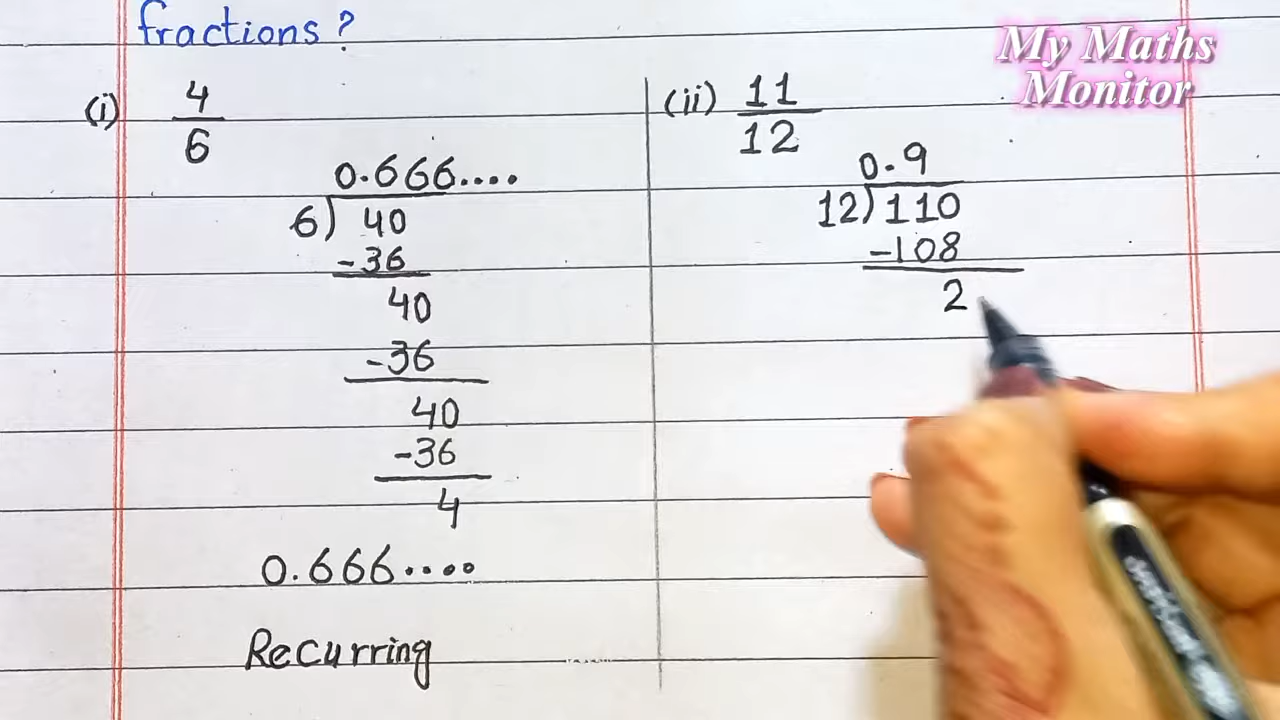 fractions?
My Maths
Monitor
(i) 4/6
0.666....
6) 40
-36
40
-36
40
-36
4
0.666....
Recurring
(ii) 11/12
0.9
12) 110
-108
2